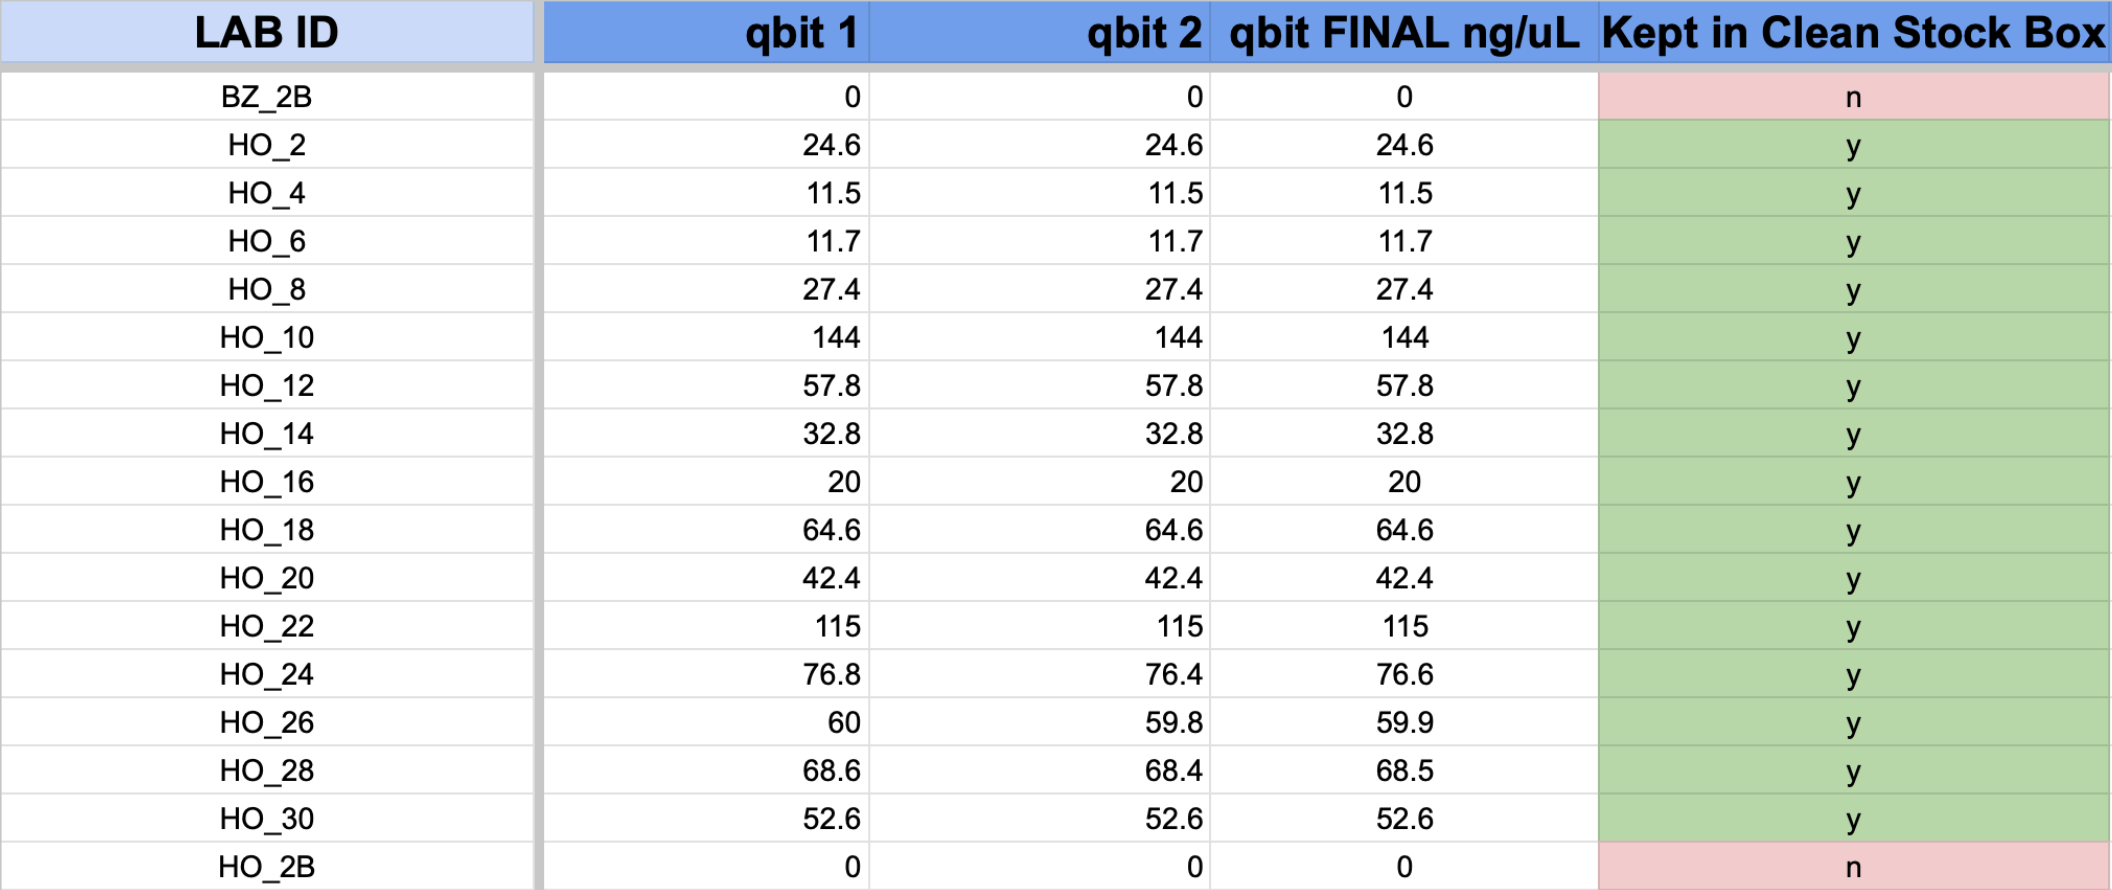 LAB ID qbit 1 qbit 2 qbit FINAL ng/uL Kept in Clean Stock Box
BZ_2B 0 0 0 n
HO_2 24.6 24.6 24.6 y
HO_4 11.5 11.5 11.5 y
HO_6 11.7 11.7 11.7 y
HO_8 27.4 27.4 27.4 y
HO_10 144 144 144 y
HO_12 57.8 57.8 57.8 y
HO_14 32.8 32.8 32.8 y
HO_16 20 20 20 y
HO_18 64.6 64.6 64.6 y
HO_20 42.4 42.4 42.4 y
HO_22 115 115 115 y
HO_24 76.8 76.4 76.6 y
HO_26 60 59.8 59.9 y
HO_28 68.6 68.4 68.5 y
HO_30 52.6 52.6 52.6 y
HO_2B 0 0 0 n